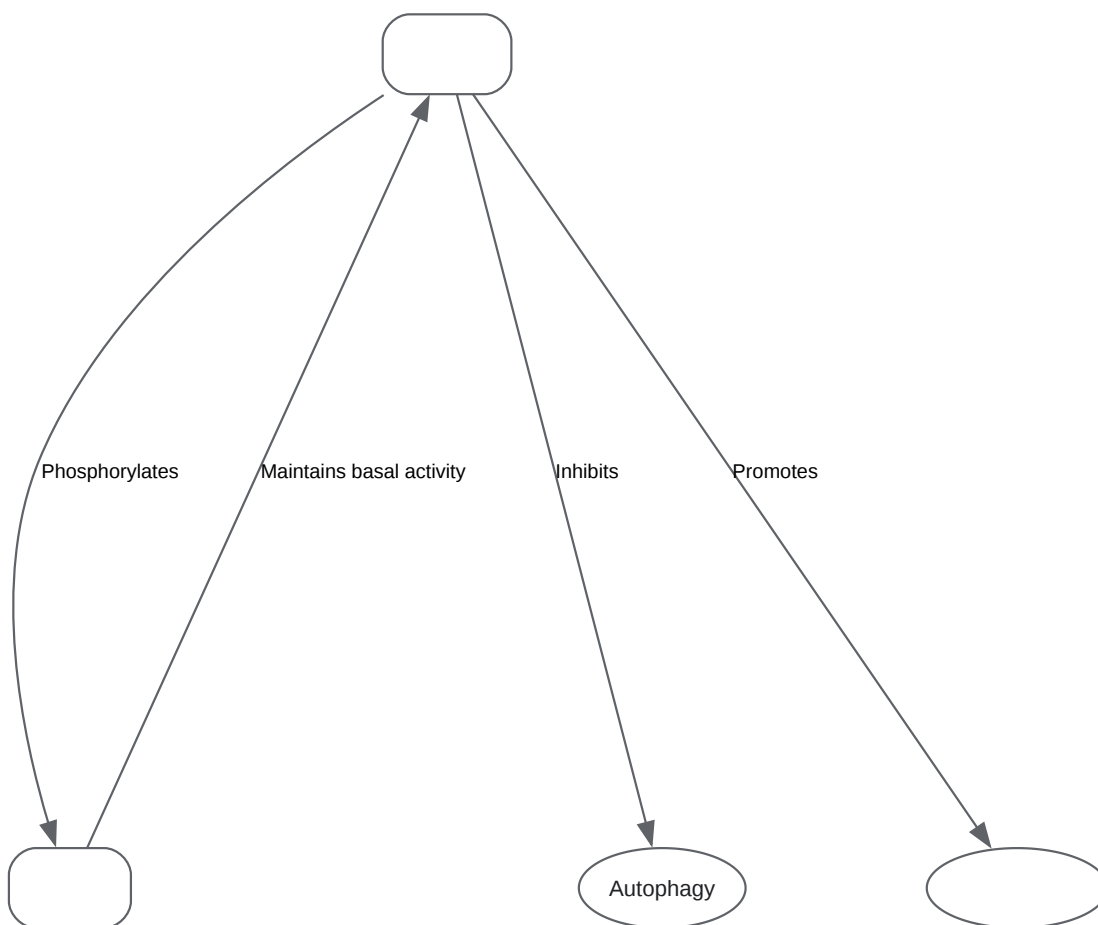 Phosphorylates
Maintains basal activity
Inhibits
Promotes
Autophagy